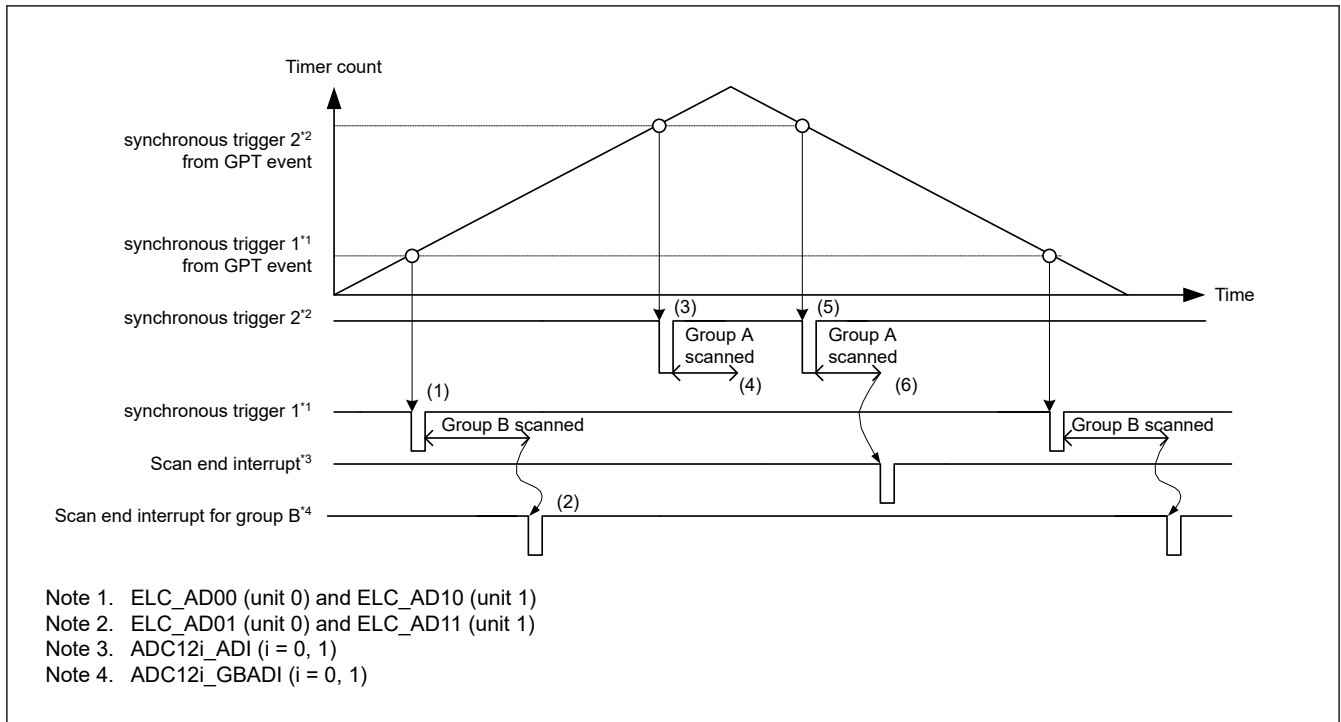 Timer count
synchronous trigger 2*2
from GPT event
synchronous trigger 1*1
from GPT event
Time
synchronous trigger 2*2
(3)
(5)
Group A
scanned
Group A
scanned
(4)
(6)
(1)
synchronous trigger 1*1
Group B scanned
Group B scanned
Scan end interrupt*3
(2)
Scan end interrupt for group B*4
Note 1. ELC_AD00 (unit 0) and ELC_AD10 (unit 1)
Note 2. ELC_AD01 (unit 0) and ELC_AD11 (unit 1)
Note 3. ADC12i_ADI (i = 0, 1)
Note 4. ADC12i_GBADI (i = 0, 1)